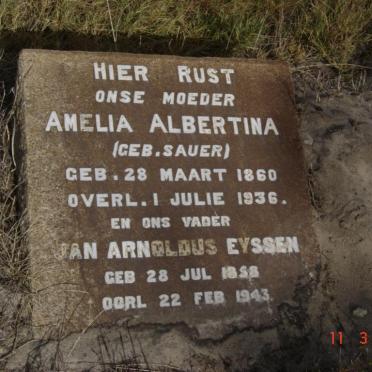 HIER RUST
ONSE MOEDER
AMELIA ALBERTINA
(GEB. SAUER)
GEB. 28 MAART 1860
OVERL. 1 JULIE 1936.
EN ONS VADER
JAN ARNOLDUS EYSSEN
GEB 28 JUL 1858
OORL 22 FEB 1943
11 3